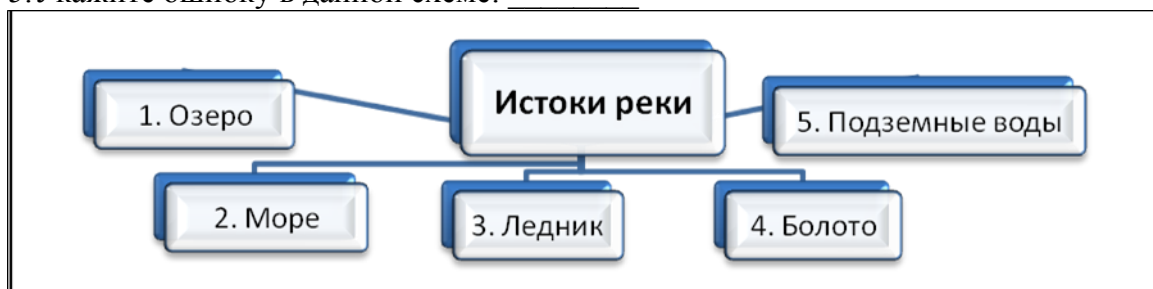 Истоки реки
1. Озеро
5. Подземные воды
2. Море
3. Ледник
4. Болото